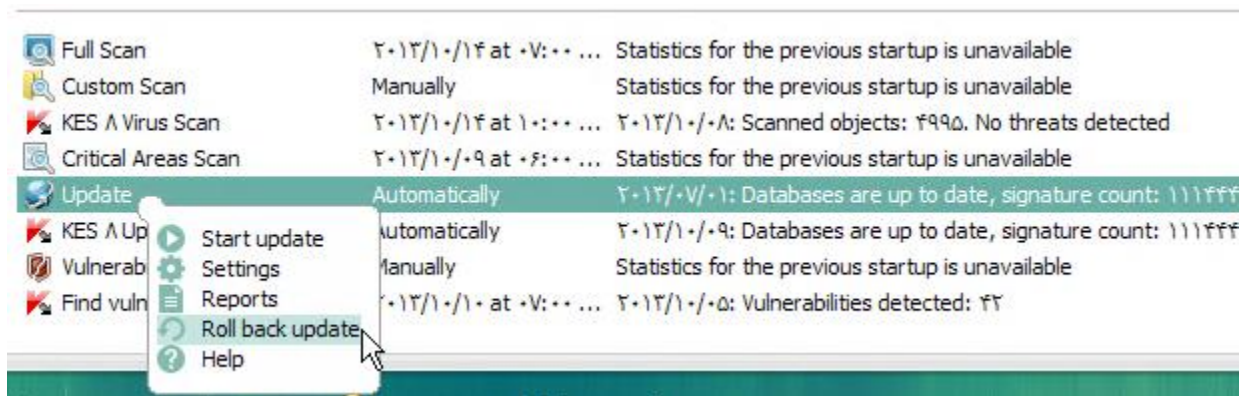 Full Scan ۲۰۱۳/۱۰/۱۴ at ۰۷:۰۰ ... Statistics for the previous startup is unavailable
Custom Scan Manually Statistics for the previous startup is unavailable
KES ۸ Virus Scan ۲۰۱۳/۱۰/۱۴ at ۱۰:۰۰ ... ۲۰۱۳/۱۰/۰۸: Scanned objects: ۴۹۹۵. No threats detected
Critical Areas Scan ۲۰۱۳/۱۰/۰۹ at ۰۶:۰۰ ... Statistics for the previous startup is unavailable
Update Automatically ۲۰۱۳/۰۷/۰۱: Databases are up to date, signature count: ۱۱۱۴۴۴
KES ۸ Up Automatically ۲۰۱۳/۱۰/۰۹: Databases are up to date, signature count: ۱۱۱۴۴۴
Start update
Vulnerab Manually Statistics for the previous startup is unavailable
Settings
Find vuln ۲۰۱۳/۱۰/۱۰ at ۰۷:۰۰ ... ۲۰۱۳/۱۰/۰۵: Vulnerabilities detected: ۴۲
Reports
Roll back update
Help